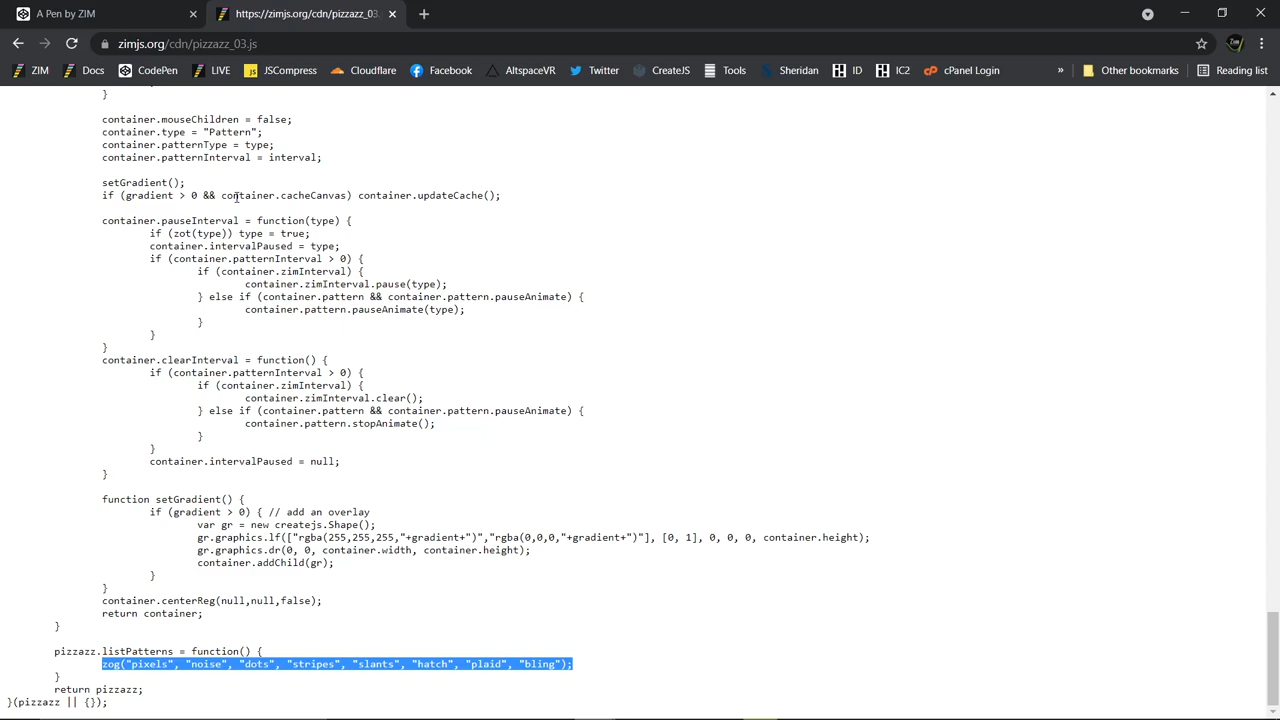 A Pen by ZIM
https://zimjs.org/cdn/pizzazz_03.
zimjs.org/cdn/pizzazz_03.js
ZIM
Docs
CodePen
LIVE
JSCompress
Cloudflare
Facebook
AltspaceVR
Twitter
CreateJS
Tools
Sheridan
ID
IC2
cPanel Login
»
Other bookmarks
Reading list
}
container.mouseChildren = false;
container.type = "Pattern";
container.patternType = type;
container.patternInterval = interval;
setGradient();
if (gradient > 0 && container.cacheCanvas) container.updateCache();
container.pauseInterval = function(type) {
if (zot(type)) type = true;
container.intervalPaused = type;
if (container.patternInterval > 0) {
if (container.zimInterval) {
container.zimInterval.pause(type);
} else if (container.pattern && container.pattern.pauseAnimate) {
container.pattern.pauseAnimate(type);
}
}
}
container.clearInterval = function() {
if (container.patternInterval > 0) {
if (container.zimInterval) {
container.zimInterval.clear();
} else if (container.pattern && container.pattern.pauseAnimate) {
container.pattern.stopAnimate();
}
}
container.intervalPaused = null;
}
function setGradient() {
if (gradient > 0) { // add an overlay
var gr = new createjs.Shape();
gr.graphics.lf(["rgba(255,255,255,"+gradient+")","rgba(0,0,0,"+gradient+")"], [0, 1], 0, 0, 0, container.height);
gr.graphics.dr(0, 0, container.width, container.height);
container.addChild(gr);
}
}
container.centerReg(null,null,false);
return container;
}
pizzazz.listPatterns = function() {
zog("pixels", "noise", "dots", "stripes", "slants", "hatch", "plaid", "bling");
}
return pizzazz;
}(pizzazz || {});